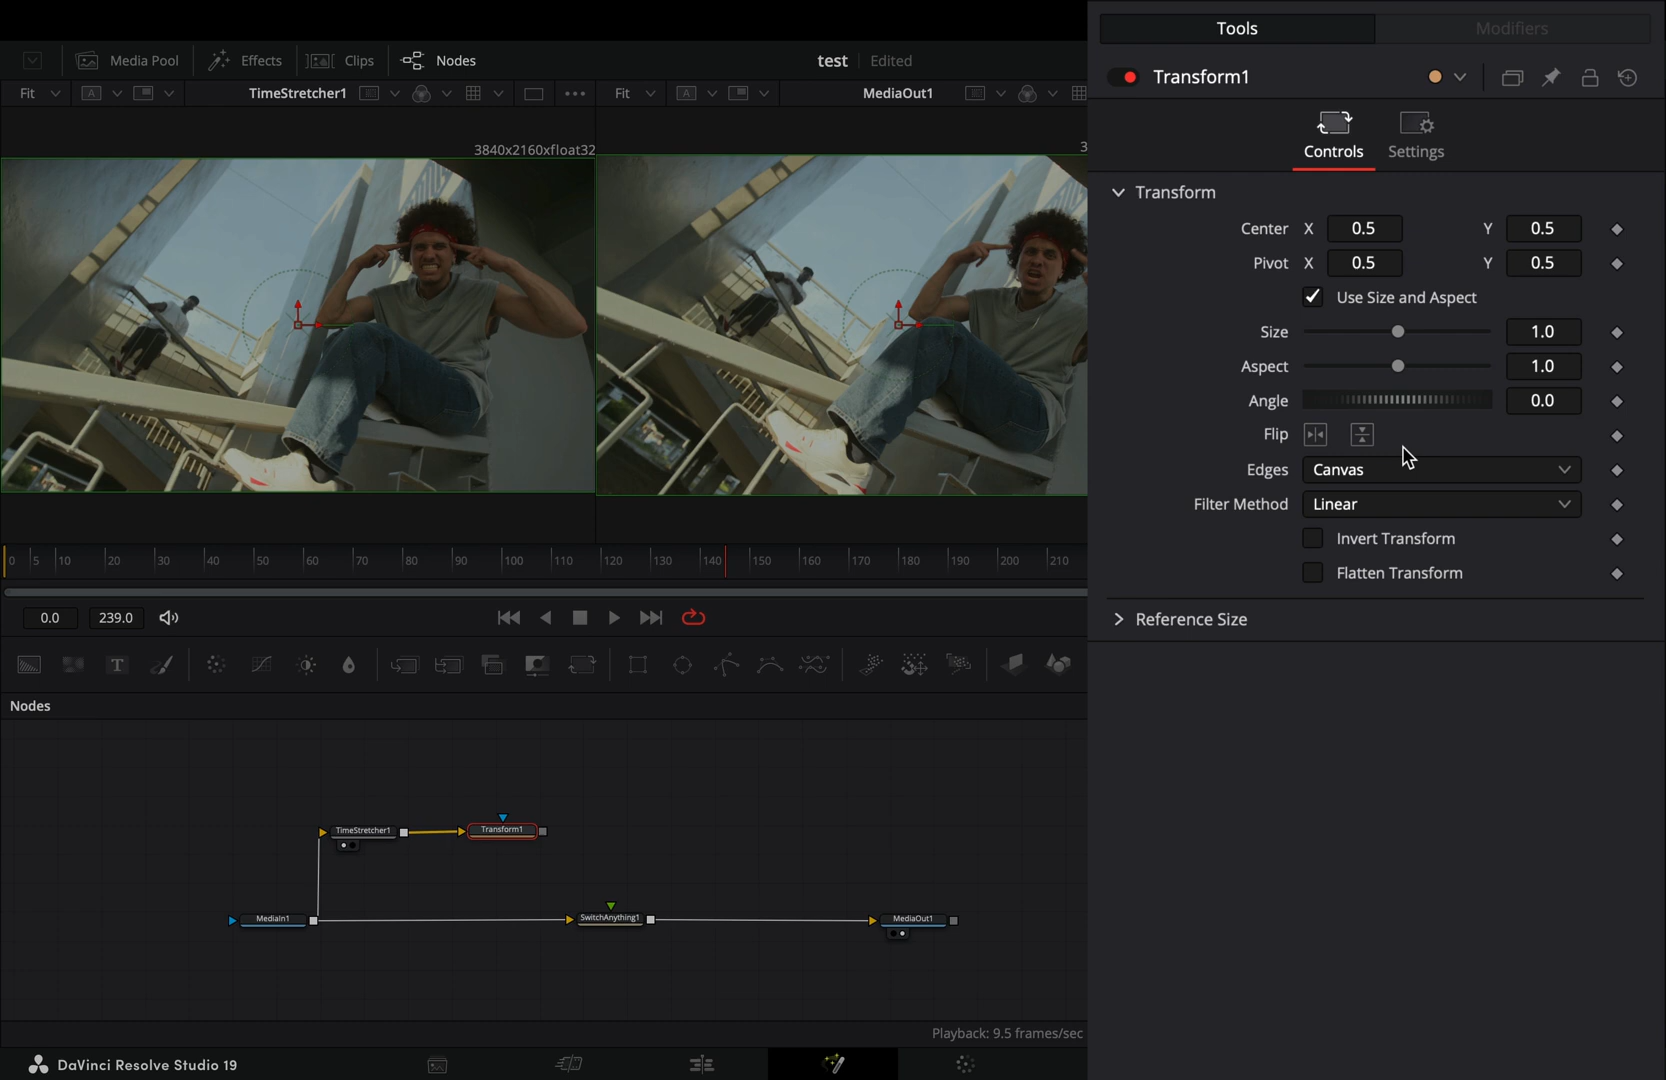 Media Pool Effects Clips Nodes test Edited
Fit A TimeStretcher1 Fit A MediaOut1
3840x2160xfloat32 3
0 5 10 20 30 40 50 60 70 80 90 100 110 120 130 140 150 160 170 180 190 200 210
0.0 239.0
T
Nodes
TimeStretcher1 Transform1
MediaIn1 SwitchAnything1 MediaOut1
Playback: 9.5 frames/sec
DaVinci Resolve Studio 19
Tools Modifiers
Transform1
Controls Settings
Transform
Center X 0.5 Y 0.5
Pivot X 0.5 Y 0.5
Use Size and Aspect
Size 1.0
Aspect 1.0
Angle 0.0
Flip
Edges Canvas
Filter Method Linear
Invert Transform
Flatten Transform
Reference Size